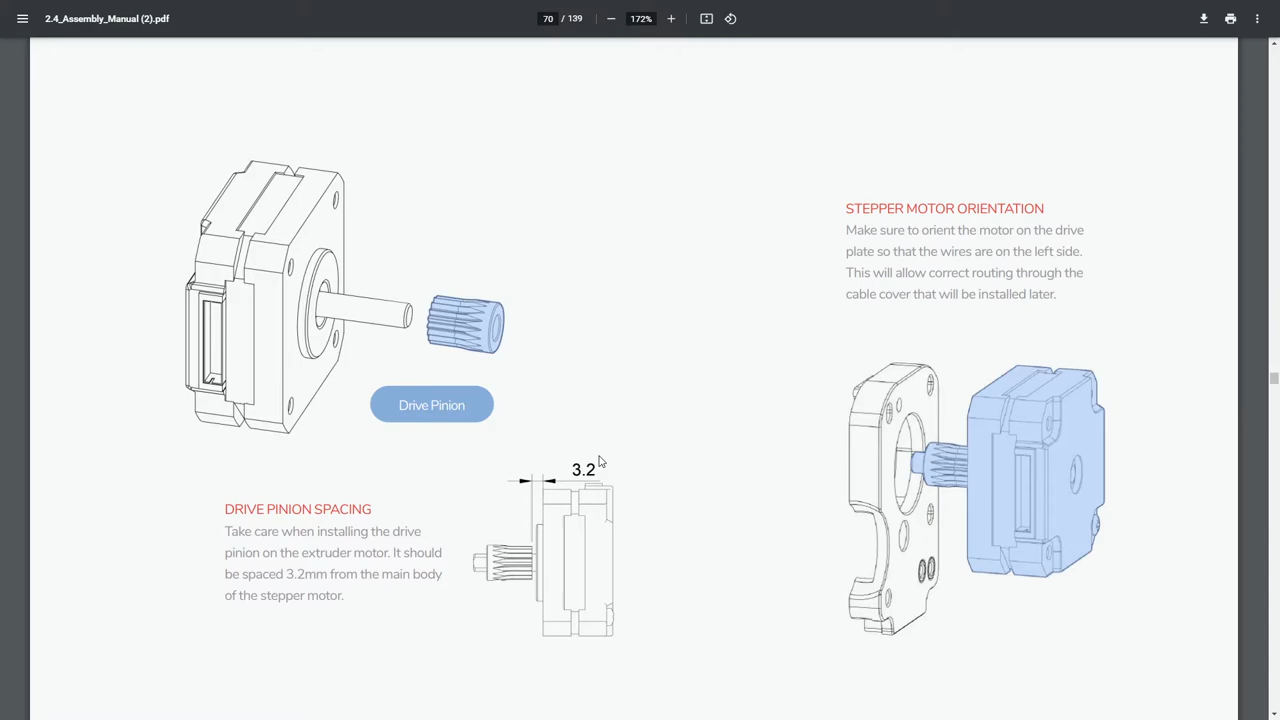 2.4_Assembly_Manual (2).pdf
70 / 139
172%
STEPPER MOTOR ORIENTATION
Make sure to orient the motor on the drive
plate so that the wires are on the left side.
This will allow correct routing through the
cable cover that will be installed later.
Drive Pinion
3.2
DRIVE PINION SPACING
Take care when installing the drive
pinion on the extruder motor. It should
be spaced 3.2mm from the main body
of the stepper motor.